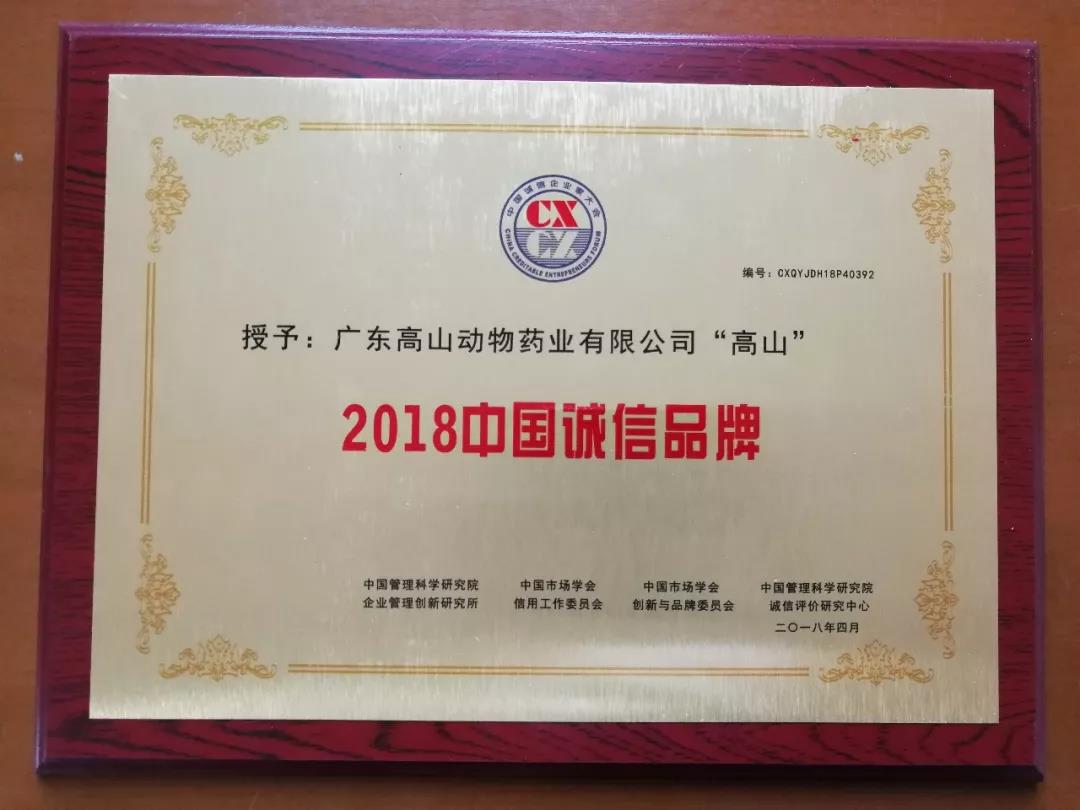 中国诚信企业家大会
CX
CHINA CREDITABLE ENTREPRENEURS FORUM
编号：CXQYJDH18P40392
授予：广东高山动物药业有限公司“高山”
2018中国诚信品牌
中国管理科学研究院 中国市场学会 中国市场学会 中国管理科学研究院
企业管理创新研究所 信用工作委员会 创新与品牌委员会 诚信评价研究中心
二〇一八年四月